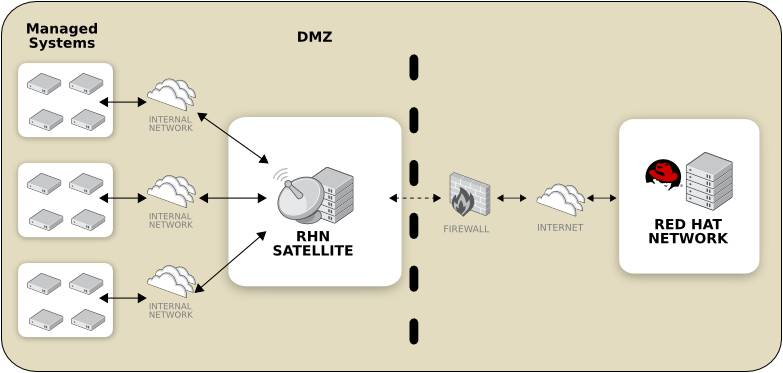 Managed
Systems
DMZ
INTERNAL
NETWORK
INTERNAL
NETWORK
INTERNAL
NETWORK
RHN
SATELLITE
FIREWALL
INTERNET
RED HAT
NETWORK